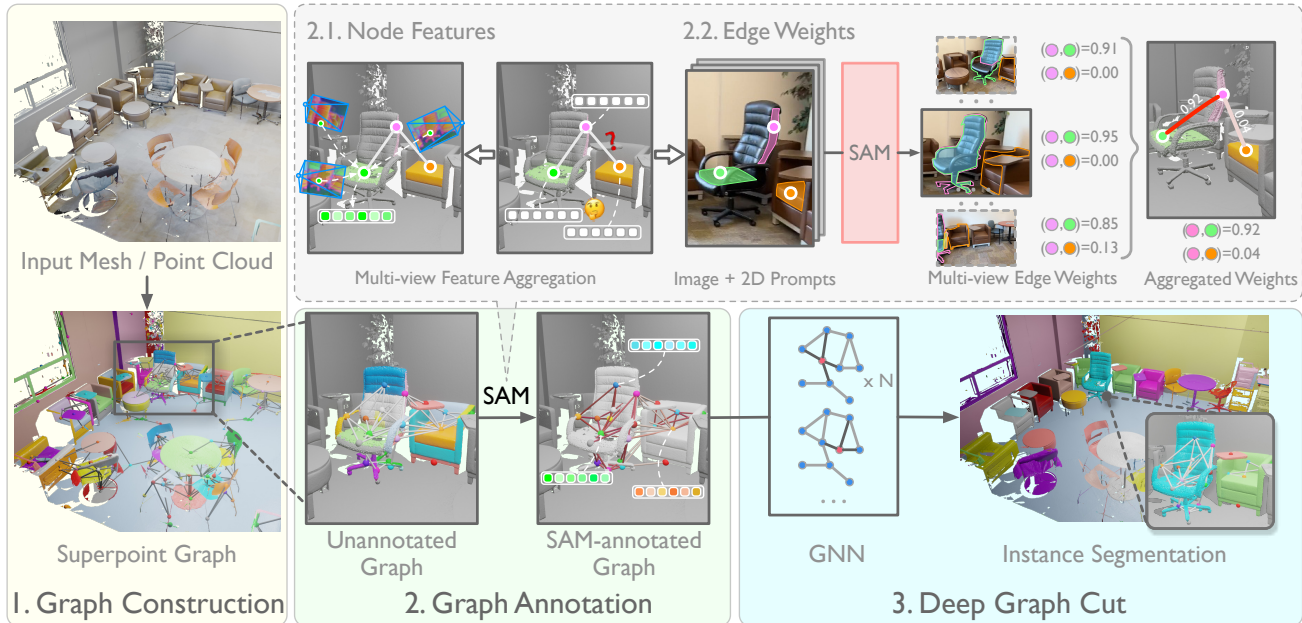 2.1. Node Features
2.2. Edge Weights
Input Mesh / Point Cloud
?
Multi-view Feature Aggregation
Image + 2D Prompts
SAM
( , )=0.91
( , )=0.00
. . .
( , )=0.95
( , )=0.00
. . .
( , )=0.85
( , )=0.13
Multi-view Edge Weights
0.92
0.04
( , )=0.92
( , )=0.04
Aggregated Weights
Superpoint Graph
1. Graph Construction
SAM
Unannotated
Graph
SAM-annotated
Graph
2. Graph Annotation
x N
. . .
GNN
Instance Segmentation
3. Deep Graph Cut